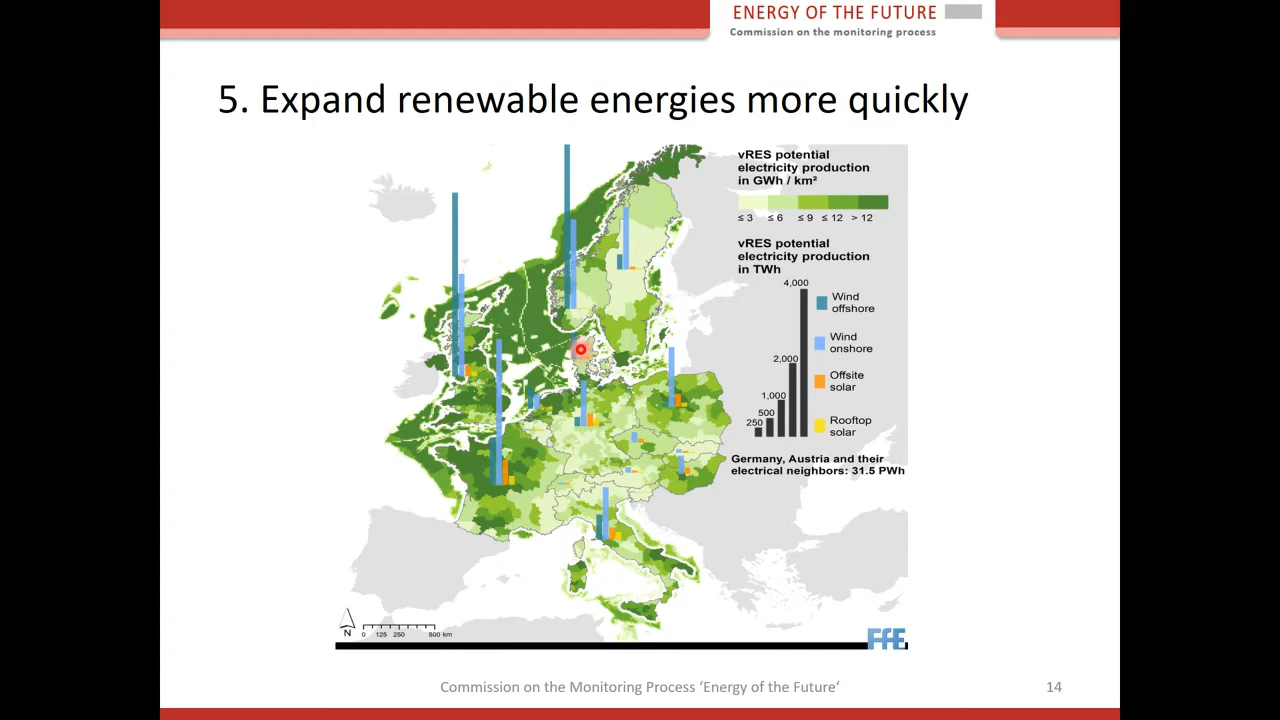 ENERGY OF THE FUTURE
Commission on the monitoring process
5. Expand renewable energies more quickly
vRES potential
electricity production
in GWh / km²
≤ 3 ≤ 6 ≤ 9 ≤ 12 > 12
vRES potential
electricity production
in TWh
4,000
2,000
1,000
500
250
Wind
offshore
Wind
onshore
Offsite
solar
Rooftop
solar
Germany, Austria and their
electrical neighbors: 31.5 PWh
N
0 125 250 500 km
FfE
Commission on the Monitoring Process ‘Energy of the Future‘
14